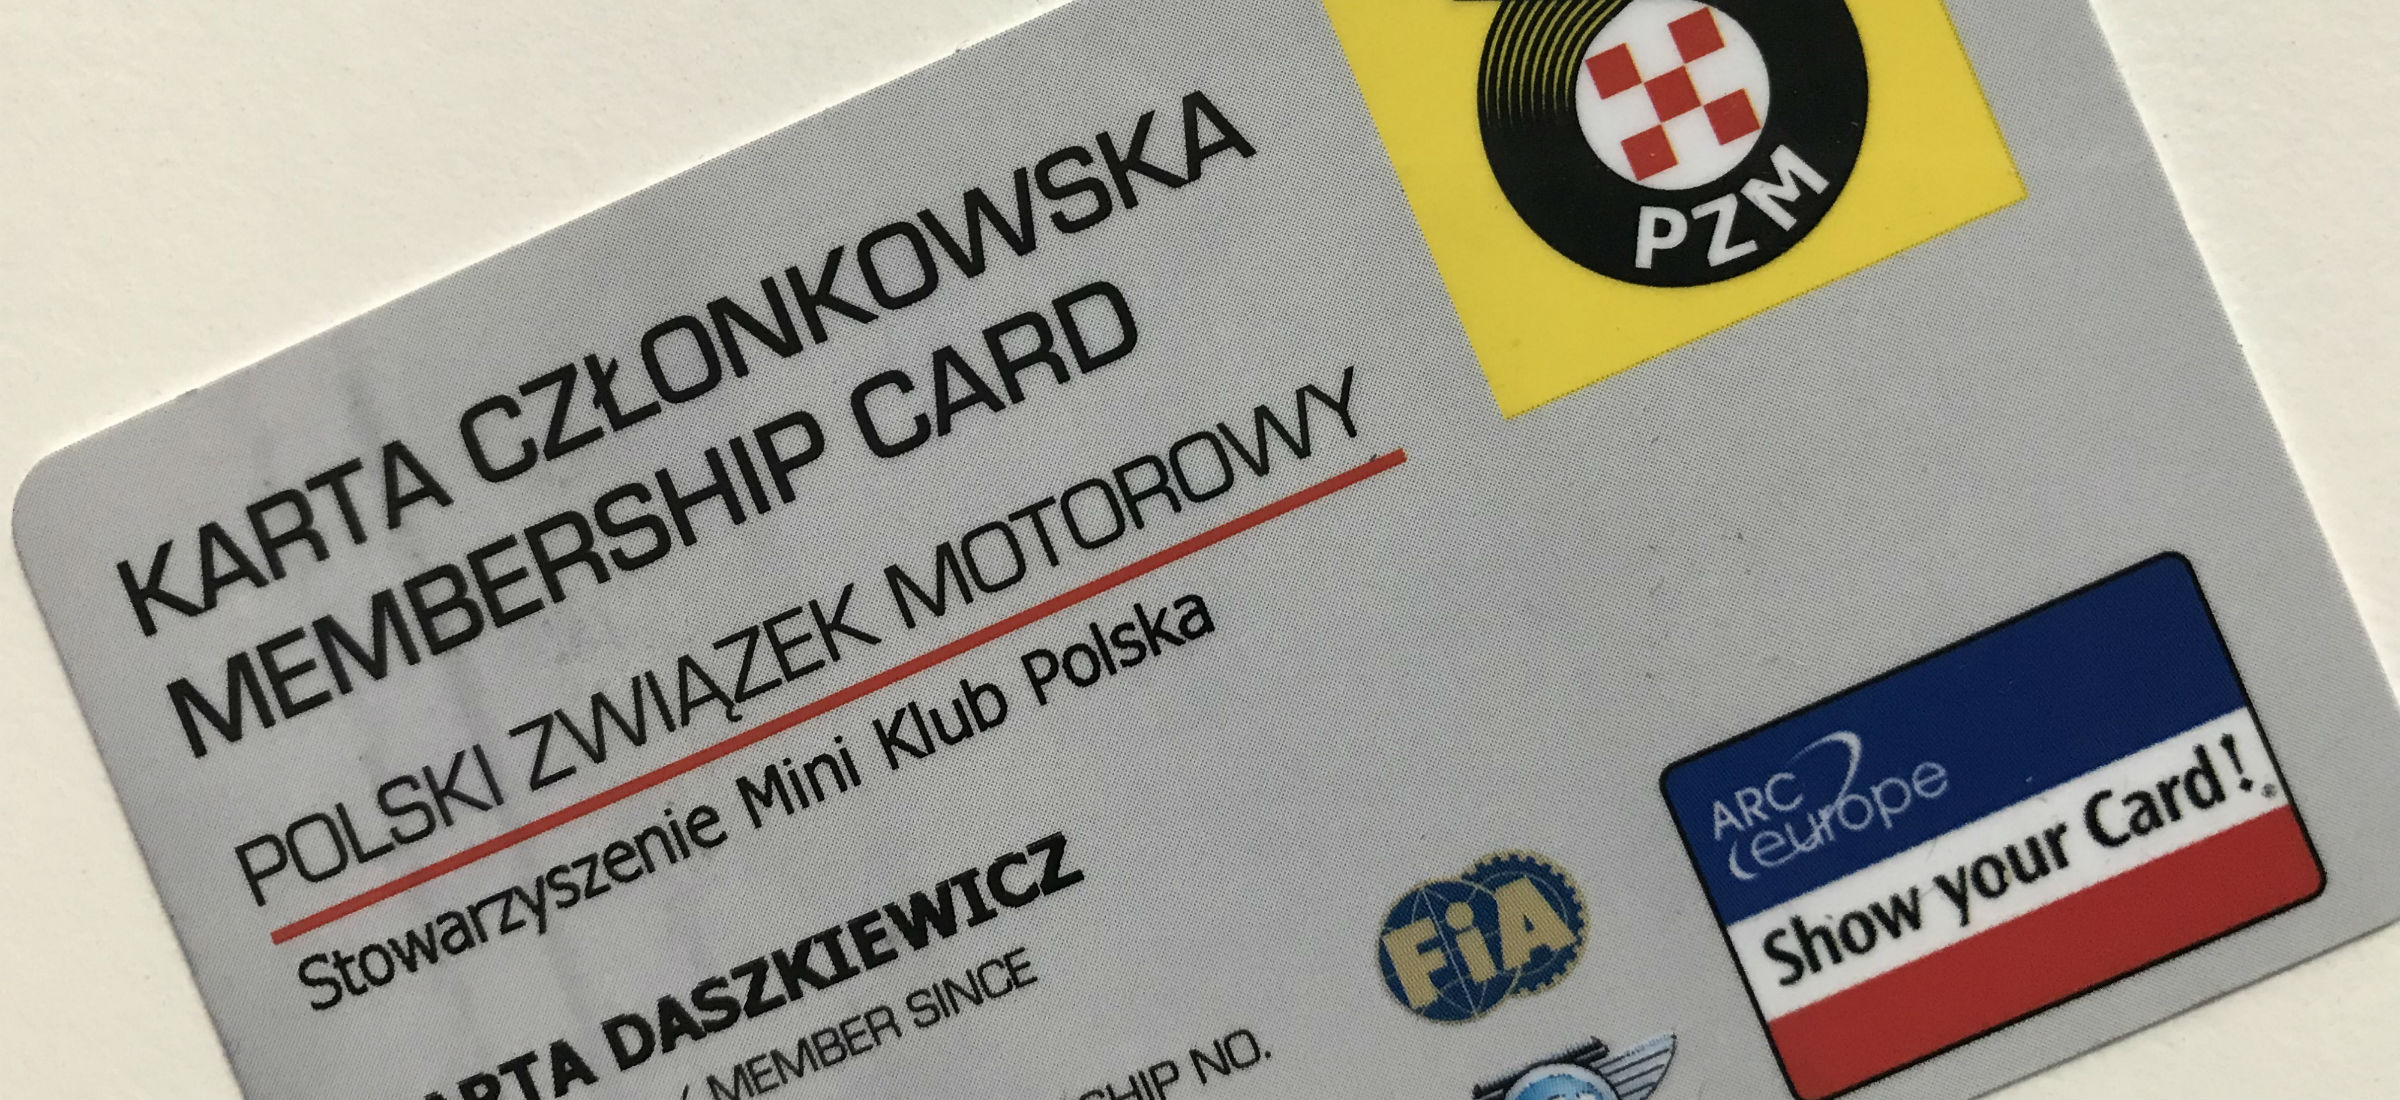 PZM
KARTA CZŁONKOWSKA
MEMBERSHIP CARD
POLSKI ZWIĄZEK MOTOROWY
Stowarzyszenie Mini Klub Polska
DASZKIEWICZ
MEMBER SINCE
NO.
FiA
ARC
europe
Show your Card!